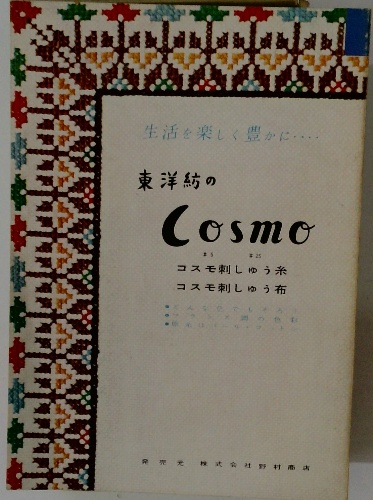 生活を楽しく豊かに‥‥
東洋紡の
Cosmo
#5 #25
コスモ刺しゅう糸
コスモ刺しゅう布
発売元 株式会社野村商店